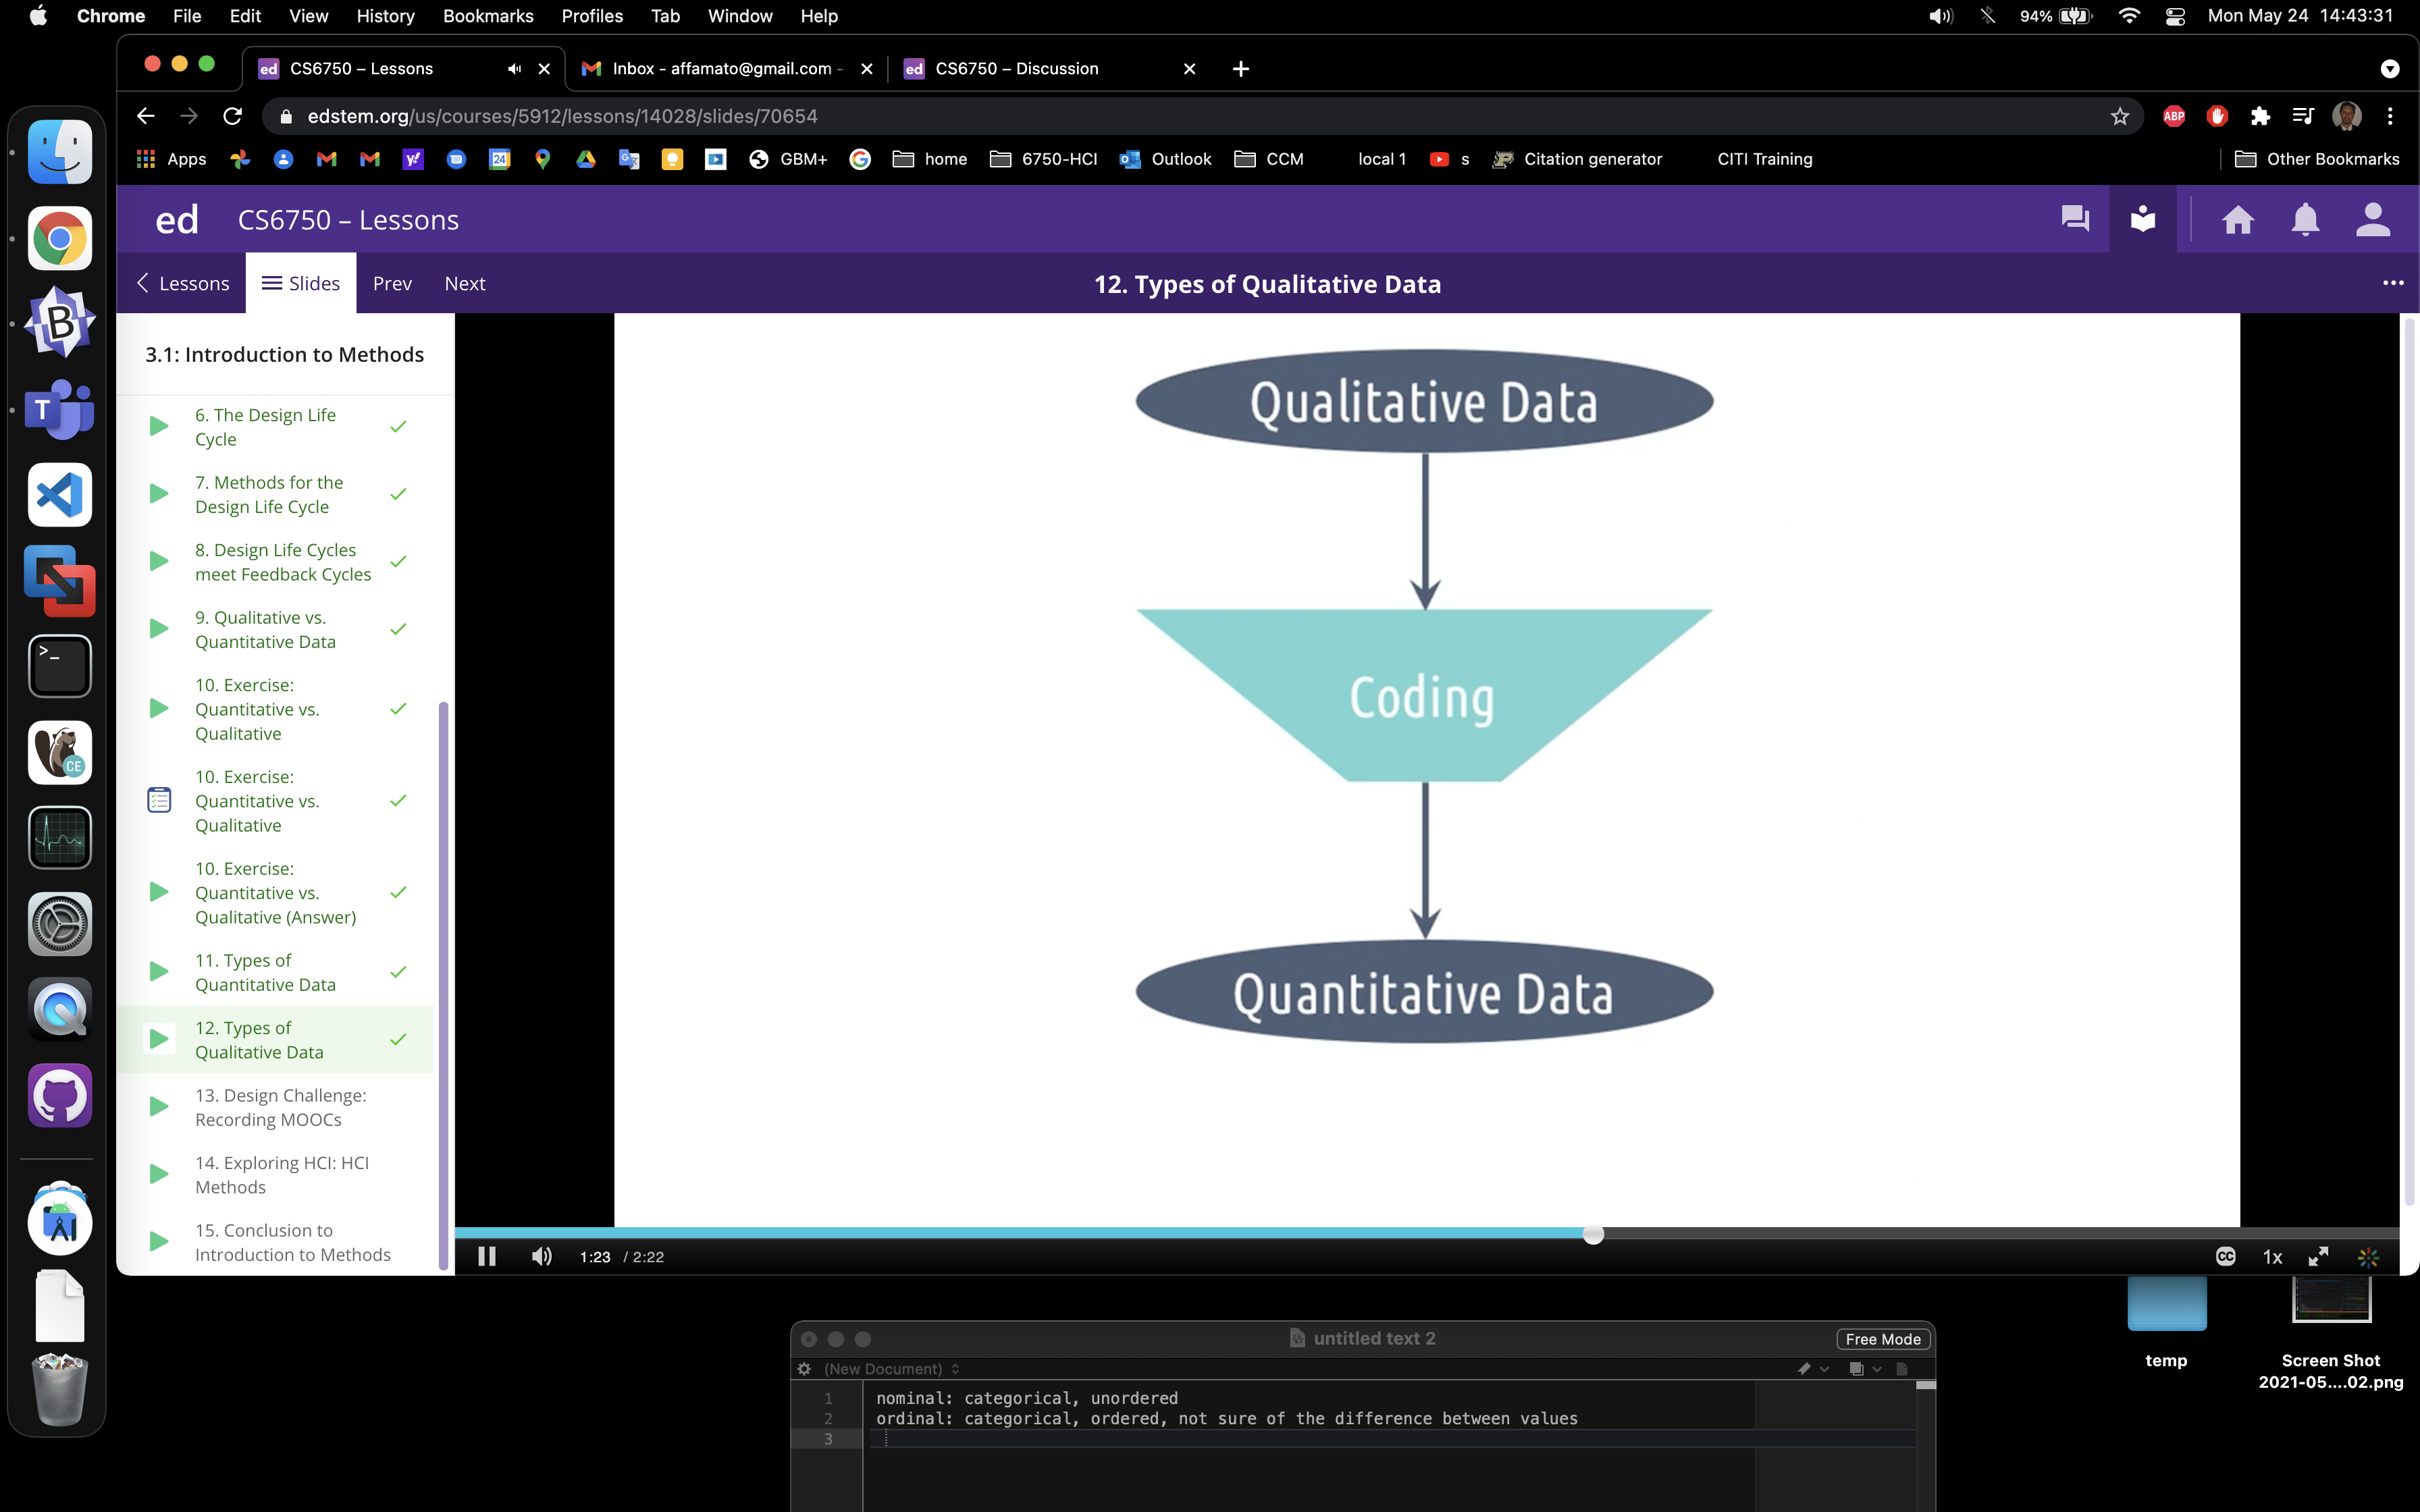 Chrome File Edit View History Bookmarks Profiles Tab Window Help 94% Mon May 24 14:43:31
ed CS6750 – Lessons Inbox - affamato@gmail.com - ed CS6750 – Discussion
edstem.org/us/courses/5912/lessons/14028/slides/70654 ABP
Apps y! 24 GBM+ home 6750-HCI Outlook CCM local 1 s Citation generator CITI Training Other Bookmarks
ed CS6750 – Lessons
Lessons Slides Prev Next 12. Types of Qualitative Data
3.1: Introduction to Methods
6. The Design Life
Cycle
7. Methods for the
Design Life Cycle
8. Design Life Cycles
meet Feedback Cycles
9. Qualitative vs.
Quantitative Data
10. Exercise:
Quantitative vs.
Qualitative
10. Exercise:
Quantitative vs.
Qualitative
10. Exercise:
Quantitative vs.
Qualitative (Answer)
11. Types of
Quantitative Data
12. Types of
Qualitative Data
13. Design Challenge:
Recording MOOCs
14. Exploring HCI: HCI
Methods
15. Conclusion to
Introduction to Methods
Qualitative Data
Coding
Quantitative Data
1:23 / 2:22 CC 1x
B
T
>_
CE
untitled text 2 Free Mode
(New Document)
1 nominal: categorical, unordered
2 ordinal: categorical, ordered, not sure of the difference between values
3
temp
Screen Shot
2021-05....02.png